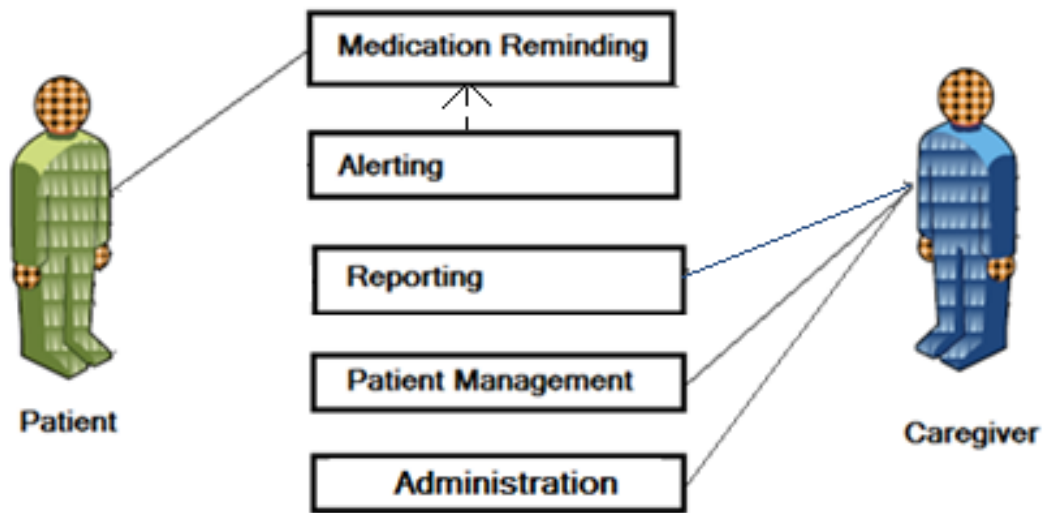 Medication Reminding
Alerting
Reporting
Patient Management
Administration
Patient
Caregiver